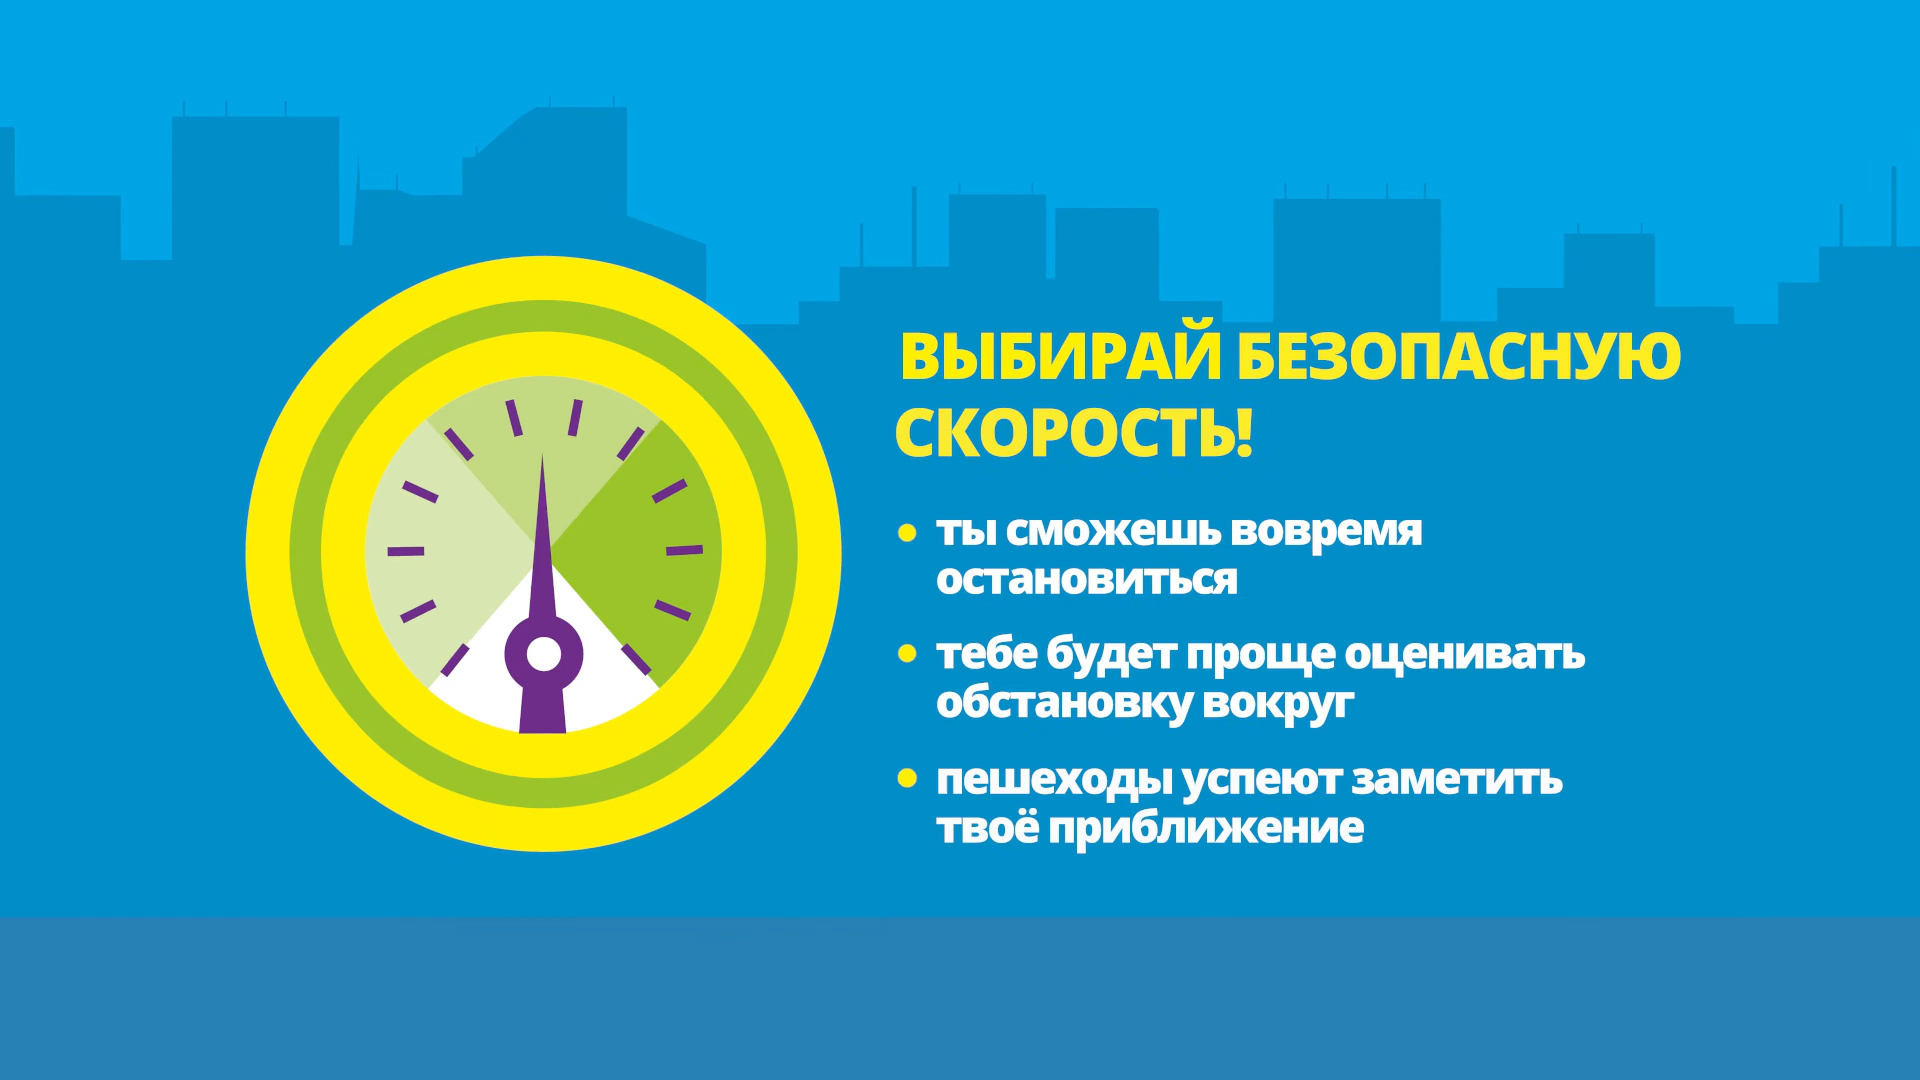 ВЫБИРАЙ БЕЗОПАСНУЮ
СКОРОСТЬ!
ты сможешь вовремя
остановиться
тебе будет проще оценивать
обстановку вокруг
пешеходы успеют заметить
твоё приближение